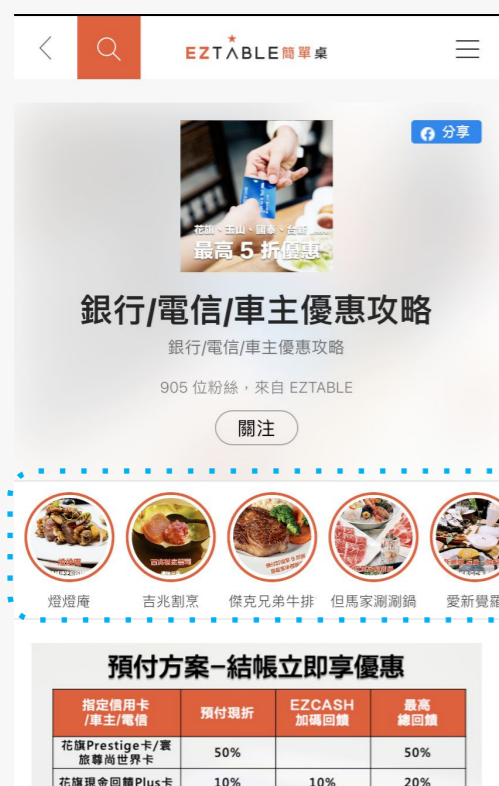 EZTABLE簡單桌
分享
花旗、玉山、國泰、台新......
最高 5 折優惠
銀行/電信/車主優惠攻略
銀行/電信/車主優惠攻略
905 位粉絲，來自 EZTABLE
關注
燈燈庵
吉兆割烹
傑克兄弟牛排
但馬家涮涮鍋
愛新覺羅
預付方案–結帳立即享優惠
指定信用卡
/車主/電信
預付現折
EZCASH
加碼回饋
最高
總回饋
花旗Prestige卡/寰
旅尊尚世界卡
50%
50%
花旗現金回饋Plus卡
10%
10%
20%